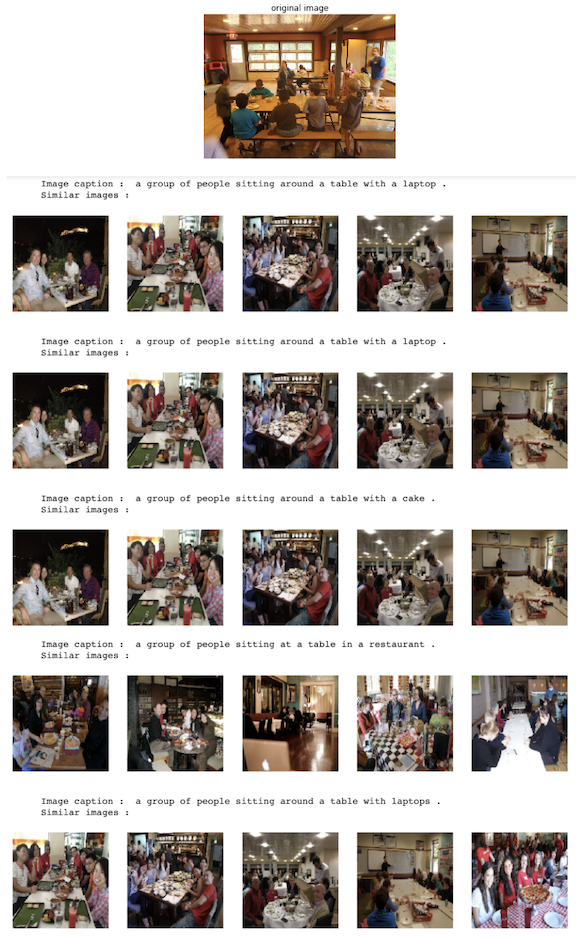 original image
Image caption : a group of people sitting around a table with a laptop .
Similar images :
Image caption : a group of people sitting around a table with a laptop .
Similar images :
Image caption : a group of people sitting around a table with a cake .
Similar images :
Image caption : a group of people sitting at a table in a restaurant .
Similar images :
Image caption : a group of people sitting around a table with laptops .
Similar images :